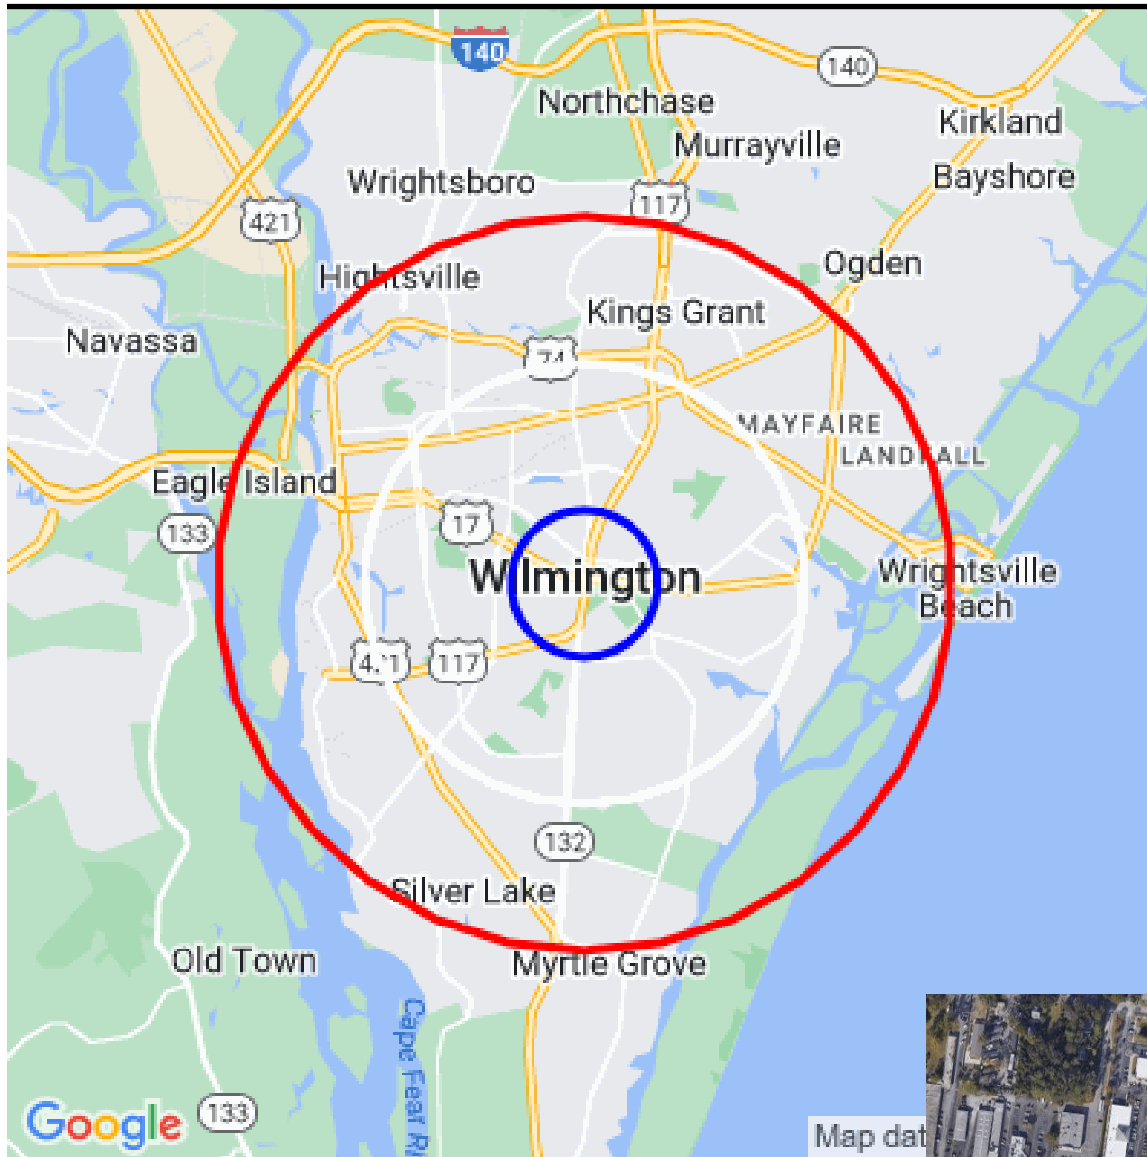 140
140
Northchase
Kirkland
Murrayville
Bayshore
Wrightsboro
117
421
Ogden
Hightsville
Kings Grant
Navassa
74
MAYFAIRE
LANDFALL
Eagle Island
17
133
Wilmington
Wrightsville
Beach
421
117
132
Silver Lake
Old Town
Myrtle Grove
Cape Fear Ri
Google
133
Map dat